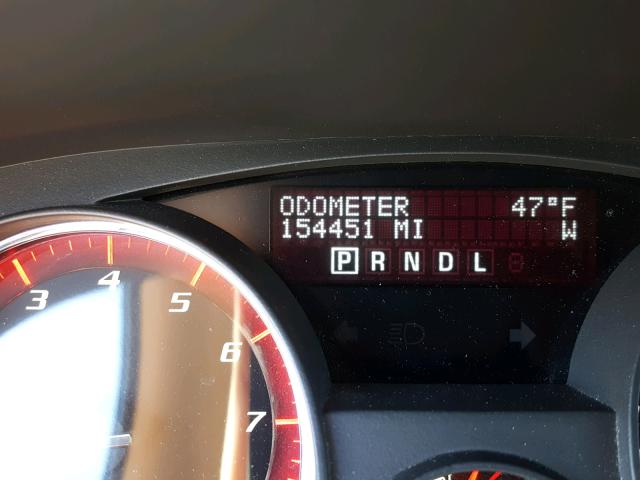 ODOMETER 47°F
154451 MI W
P R N D L
3 4 5 6 7